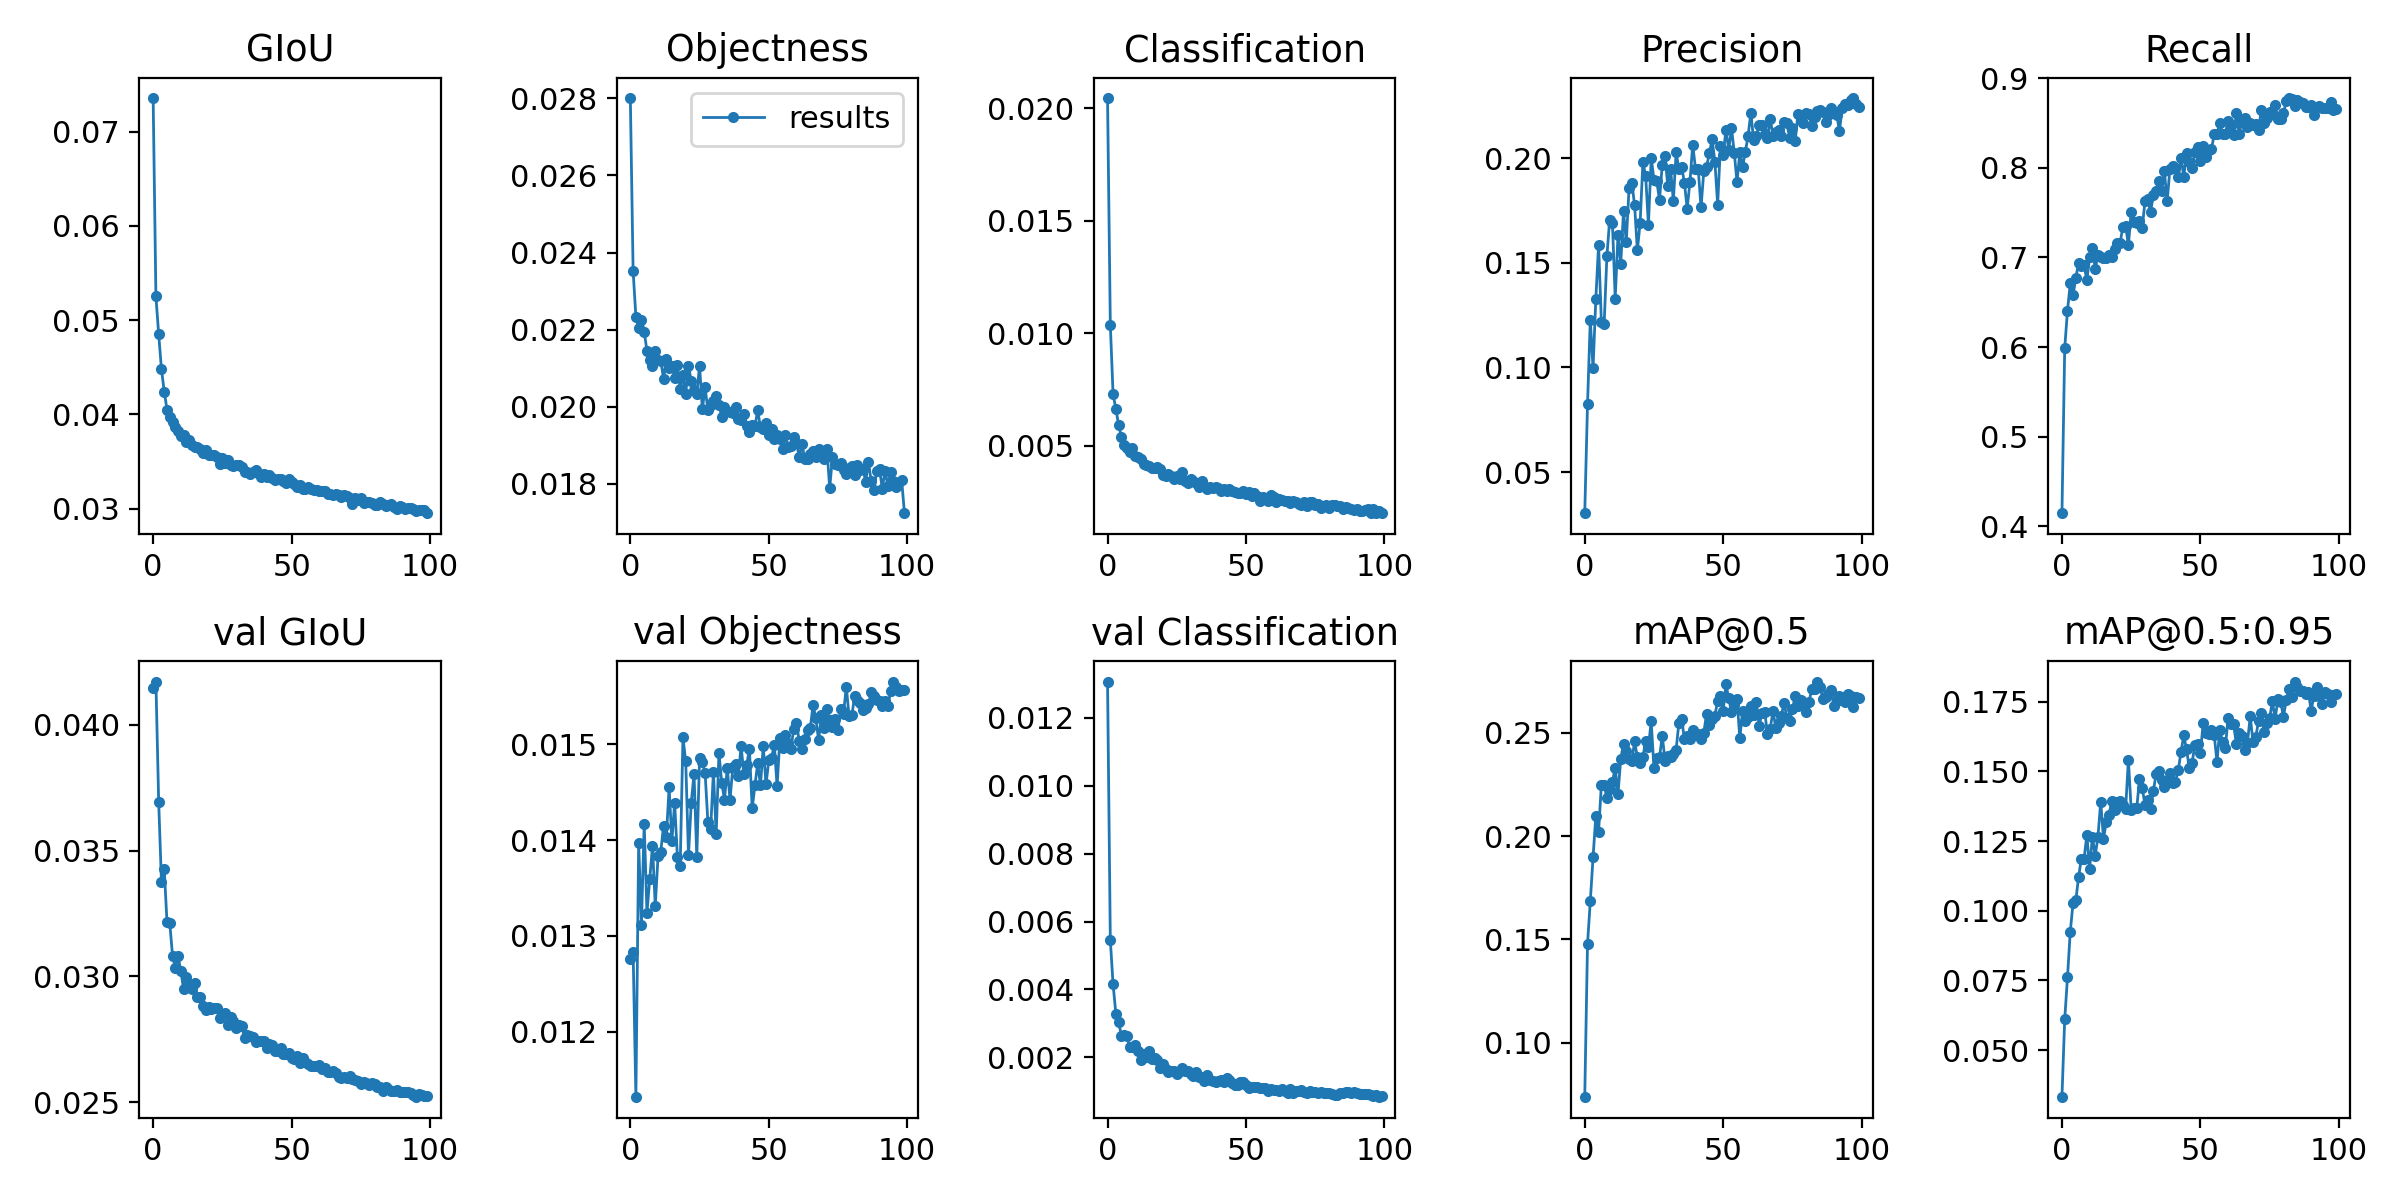 GIoU
0.07
0.06
0.05
0.04
0.03
0 50 100
Objectness
results
0.028
0.026
0.024
0.022
0.020
0.018
0 50 100
Classification
0.020
0.015
0.010
0.005
0 50 100
Precision
0.20
0.15
0.10
0.05
0 50 100
Recall
0.9
0.8
0.7
0.6
0.5
0.4
0 50 100
val GIoU
0.040
0.035
0.030
0.025
0 50 100
val Objectness
0.015
0.014
0.013
0.012
0 50 100
val Classification
0.012
0.010
0.008
0.006
0.004
0.002
0 50 100
mAP@0.5
0.25
0.20
0.15
0.10
0 50 100
mAP@0.5:0.95
0.175
0.150
0.125
0.100
0.075
0.050
0 50 100